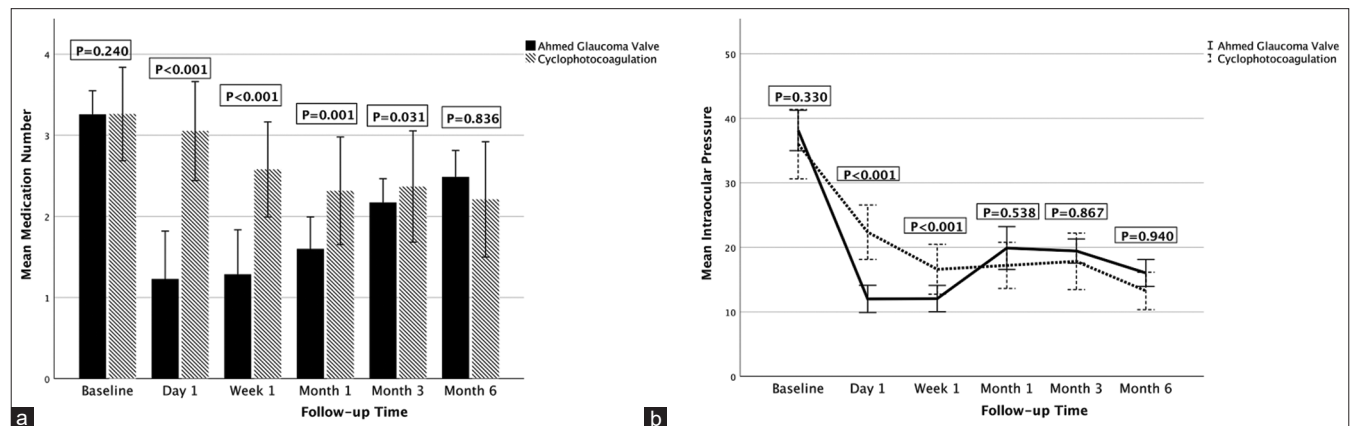 Ahmed Glaucoma Valve
Cyclophotocoagulation
P=0.240
P<0.001
P<0.001
P=0.001
P=0.031
P=0.836
Mean Medication Number
4
3
2
1
0
Baseline
Day 1
Week 1
Month 1
Month 3
Month 6
Follow-up Time
a
Ahmed Glaucoma Valve
Cyclophotocoagulation
P=0.330
P<0.001
P<0.001
P=0.538
P=0.867
P=0.940
Mean Intraocular Pressure
50
40
30
20
10
0
Baseline
Day 1
Week 1
Month 1
Month 3
Month 6
Follow-up Time
b